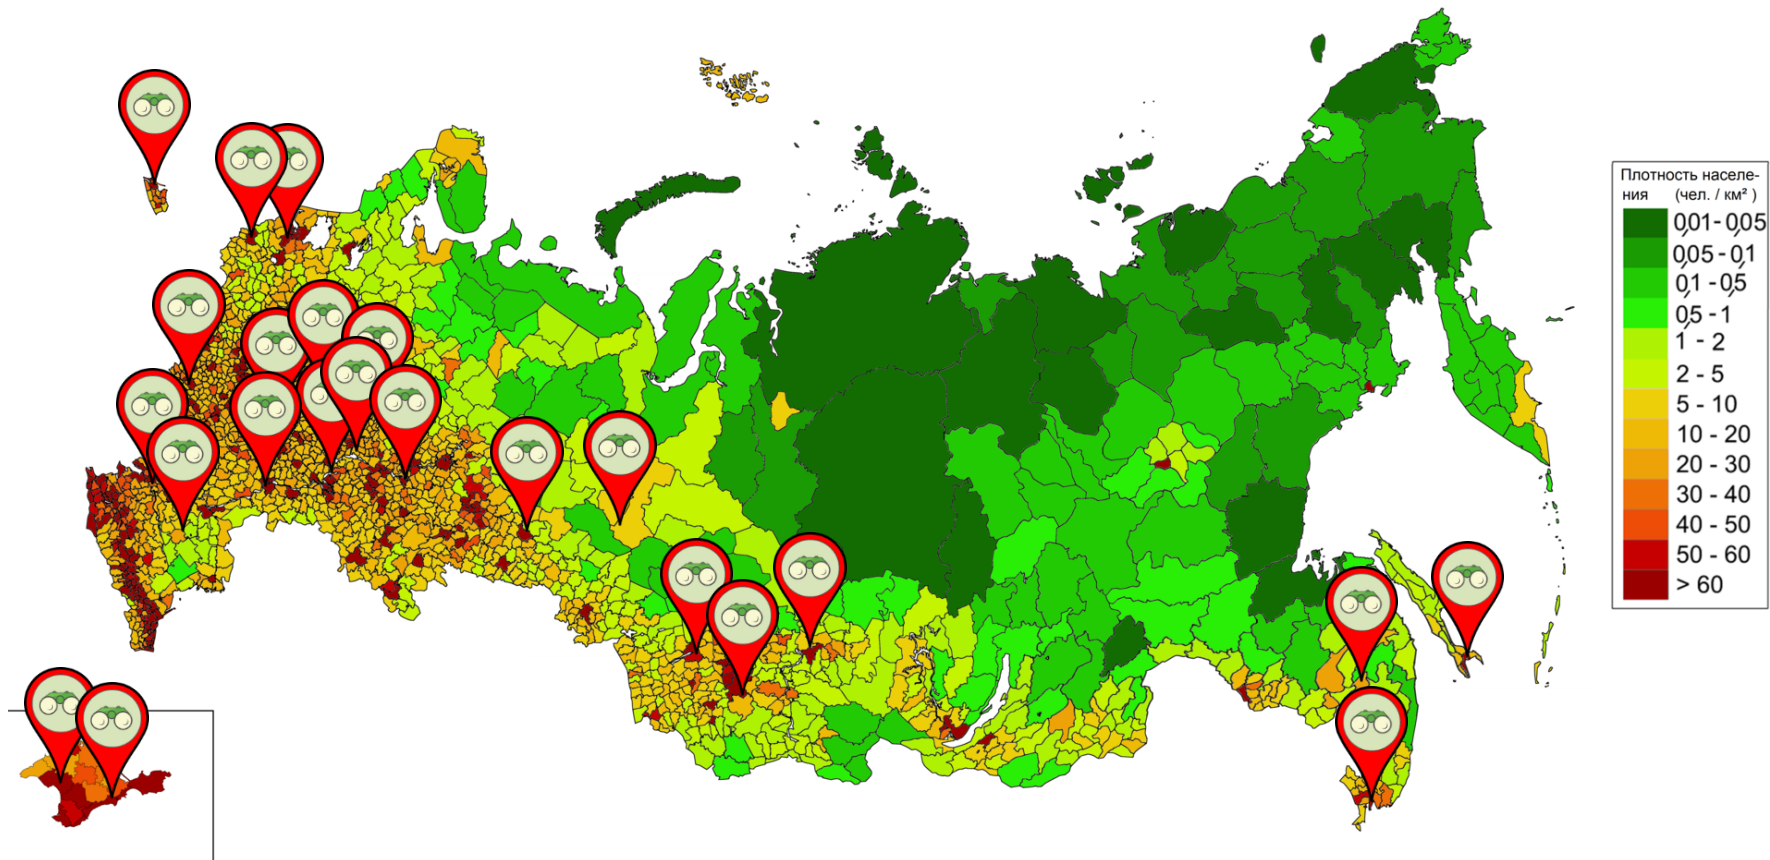 Плотность населе-
ния (чел. / км² )
0,01 - 0,05
0,05 - 0,1
0,1 - 0,5
0,5 - 1
1 - 2
2 - 5
5 - 10
10 - 20
20 - 30
30 - 40
40 - 50
50 - 60
> 60